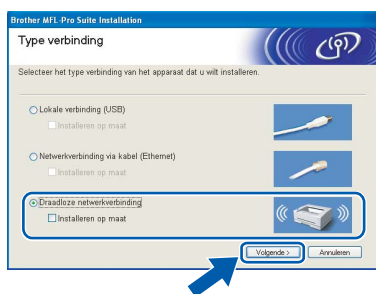 Brother MFL-Pro Suite Installation
Type verbinding
Selecteer het type verbinding van het apparaat dat u wilt installeren.
Lokale verbinding (USB)
Installeren op maat
Netwerkverbinding via kabel (Ethernet)
Installeren op maat
Draadloze netwerkverbinding
Installeren op maat
Volgende >
Annuleren